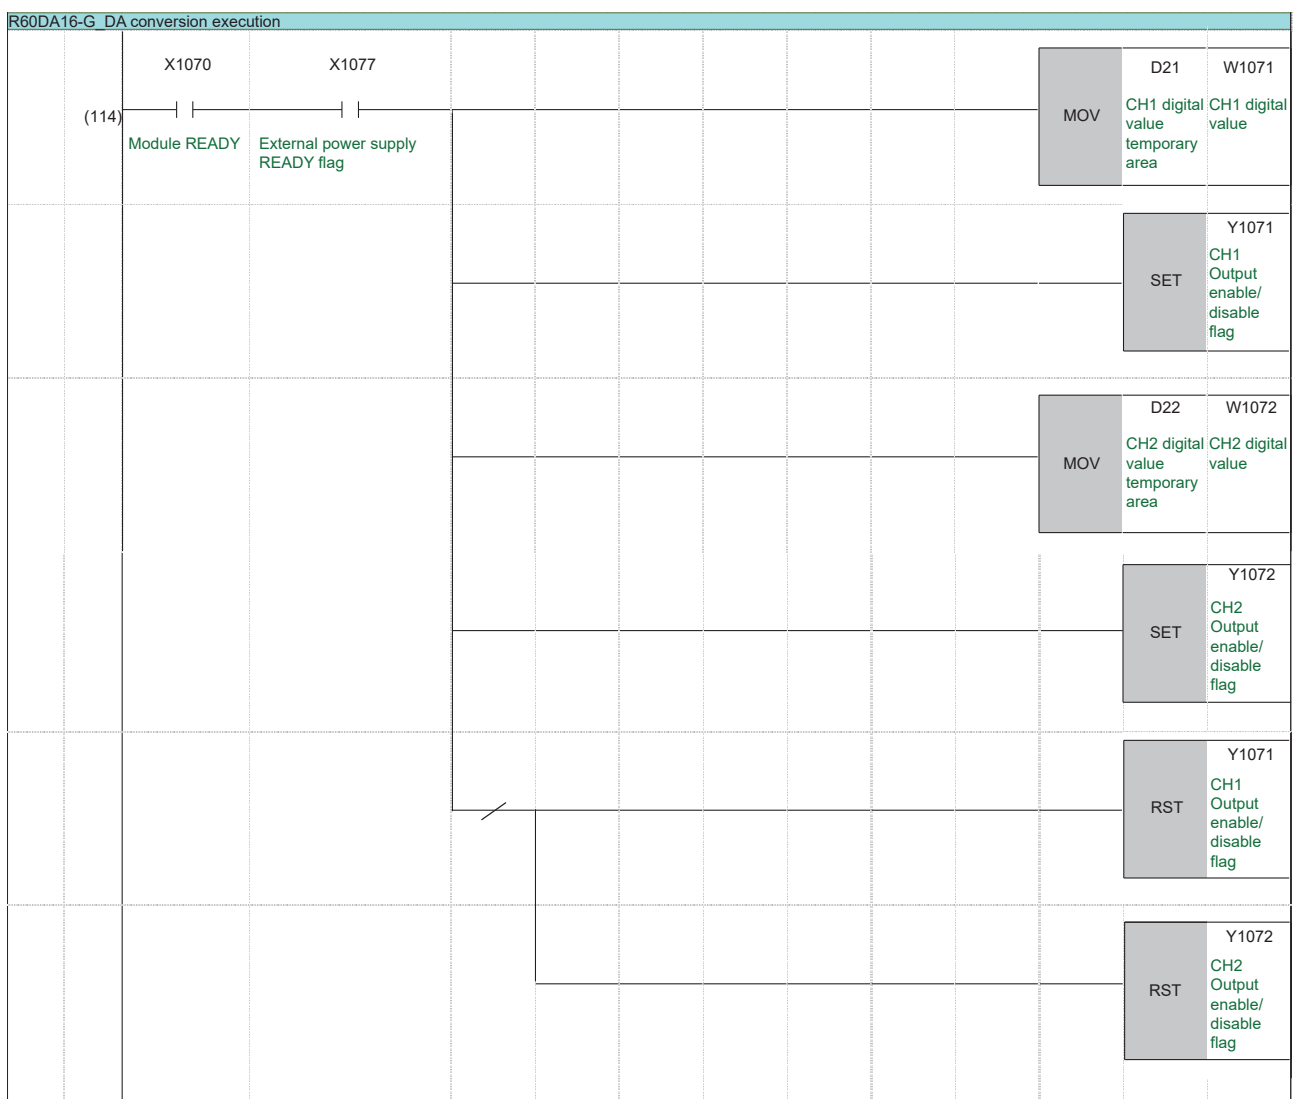 R60DA16-G_DA conversion execution
X1070
X1077
D21
W1071
(114)
MOV
CH1 digital
value
temporary
area
CH1 digital
value
Module READY
External power supply
READY flag
Y1071
SET
CH1
Output
enable/
disable
flag
D22
W1072
MOV
CH2 digital
value
temporary
area
CH2 digital
value
Y1072
SET
CH2
Output
enable/
disable
flag
Y1071
RST
CH1
Output
enable/
disable
flag
Y1072
RST
CH2
Output
enable/
disable
flag